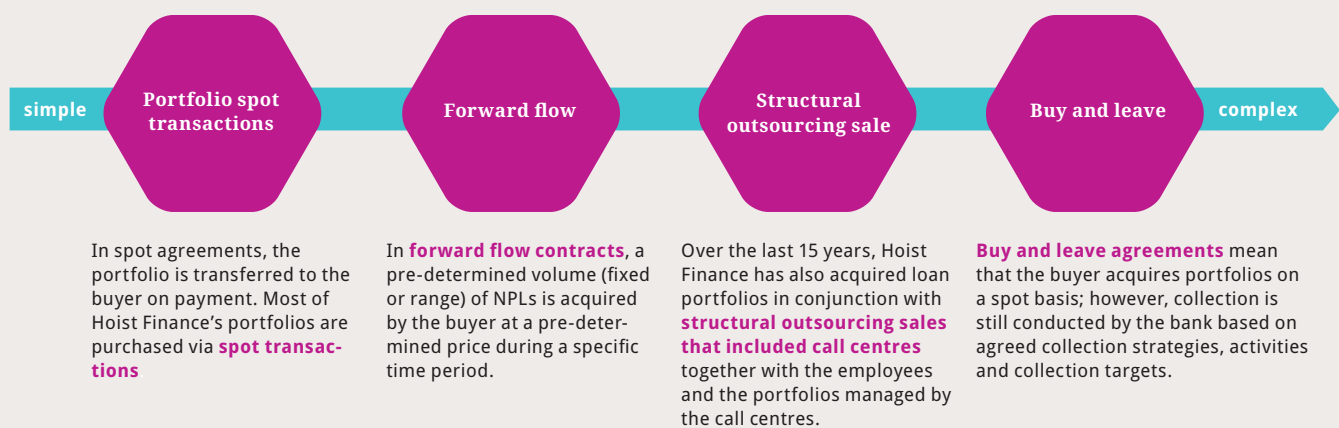 simple
Portfolio spot
transactions
Forward flow
Structural
outsourcing sale
Buy and leave
complex
In spot agreements, the
portfolio is transferred to the
buyer on payment. Most of
Hoist Finance’s portfolios are
purchased via spot transac-
tions
In forward flow contracts, a
pre-determined volume (fixed
or range) of NPLs is acquired
by the buyer at a pre-deter-
mined price during a specific
time period.
Over the last 15 years, Hoist
Finance has also acquired loan
portfolios in conjunction with
structural outsourcing sales
that included call centres
together with the employees
and the portfolios managed by
the call centres.
Buy and leave agreements mean
that the buyer acquires portfolios on
a spot basis; however, collection is
still conducted by the bank based on
agreed collection strategies, activities
and collection targets.